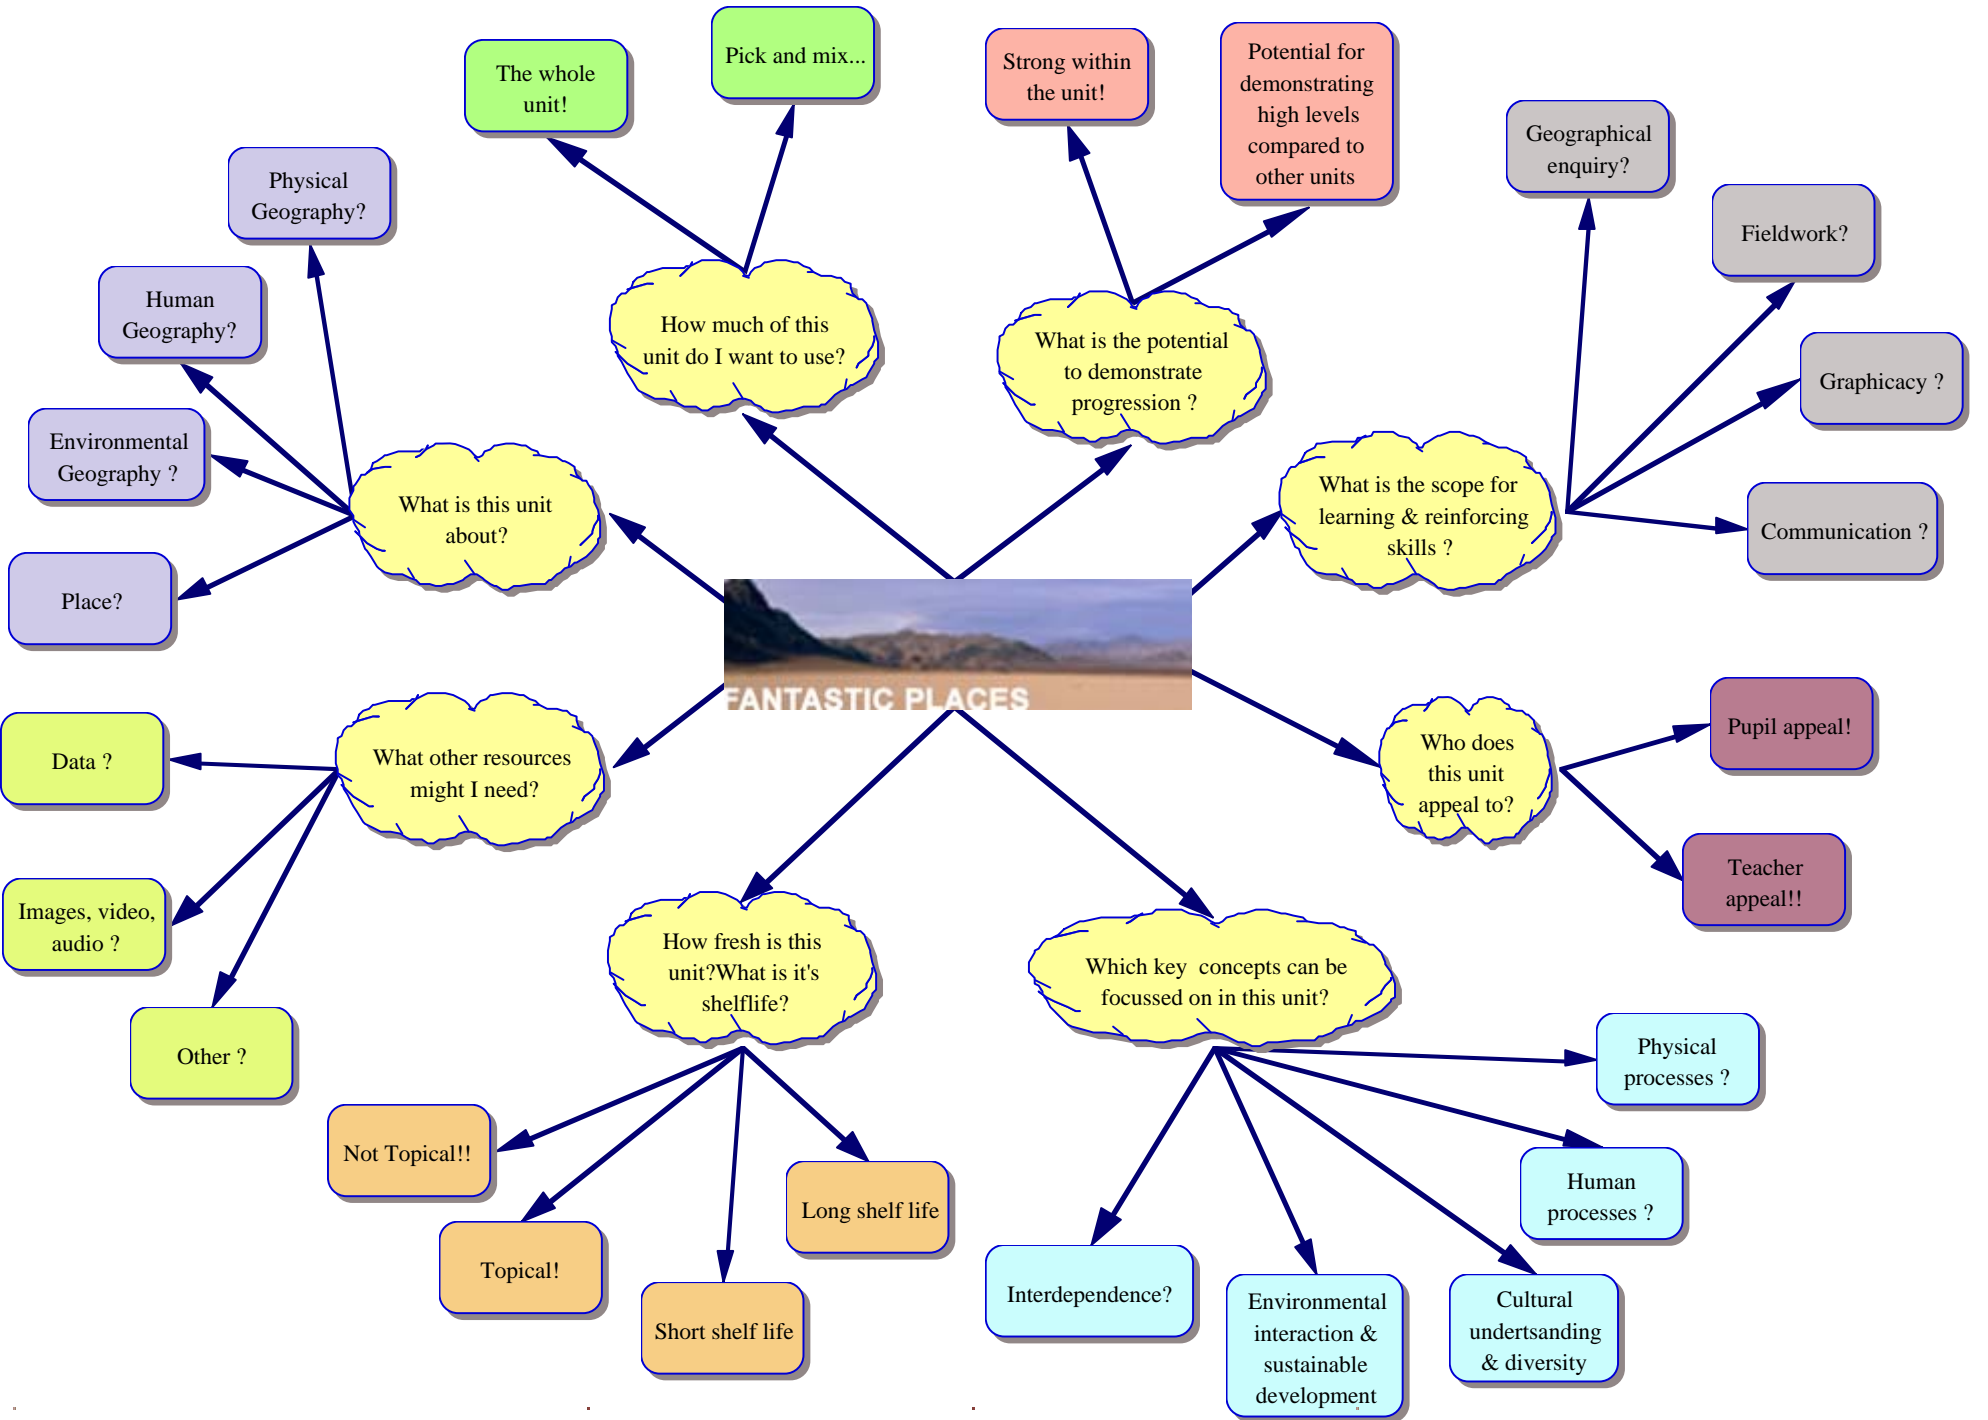 The whole
unit!
Pick and mix...
Strong within
the unit!
Potential for
demonstrating
high levels
compared to
other units
Geographical
enquiry?
Fieldwork?
Graphicacy ?
Communication ?
Physical
Geography?
Human
Geography?
Environmental
Geography ?
Place?
How much of this
unit do I want to use?
What is the potential
to demonstrate
progression ?
What is the scope for
learning & reinforcing
skills ?
What is this unit
about?
FANTASTIC PLACES
What other resources
might I need?
Data ?
Images, video,
audio ?
Other ?
Who does
this unit
appeal to?
Pupil appeal!
Teacher
appeal!!
How fresh is this
unit?What is it's
shelflife?
Not Topical!!
Topical!
Short shelf life
Long shelf life
Which key  concepts can be
focussed on in this unit?
Physical
processes ?
Human
processes ?
Cultural
undertsanding
& diversity
Environmental
interaction &
sustainable
development
Interdependence?